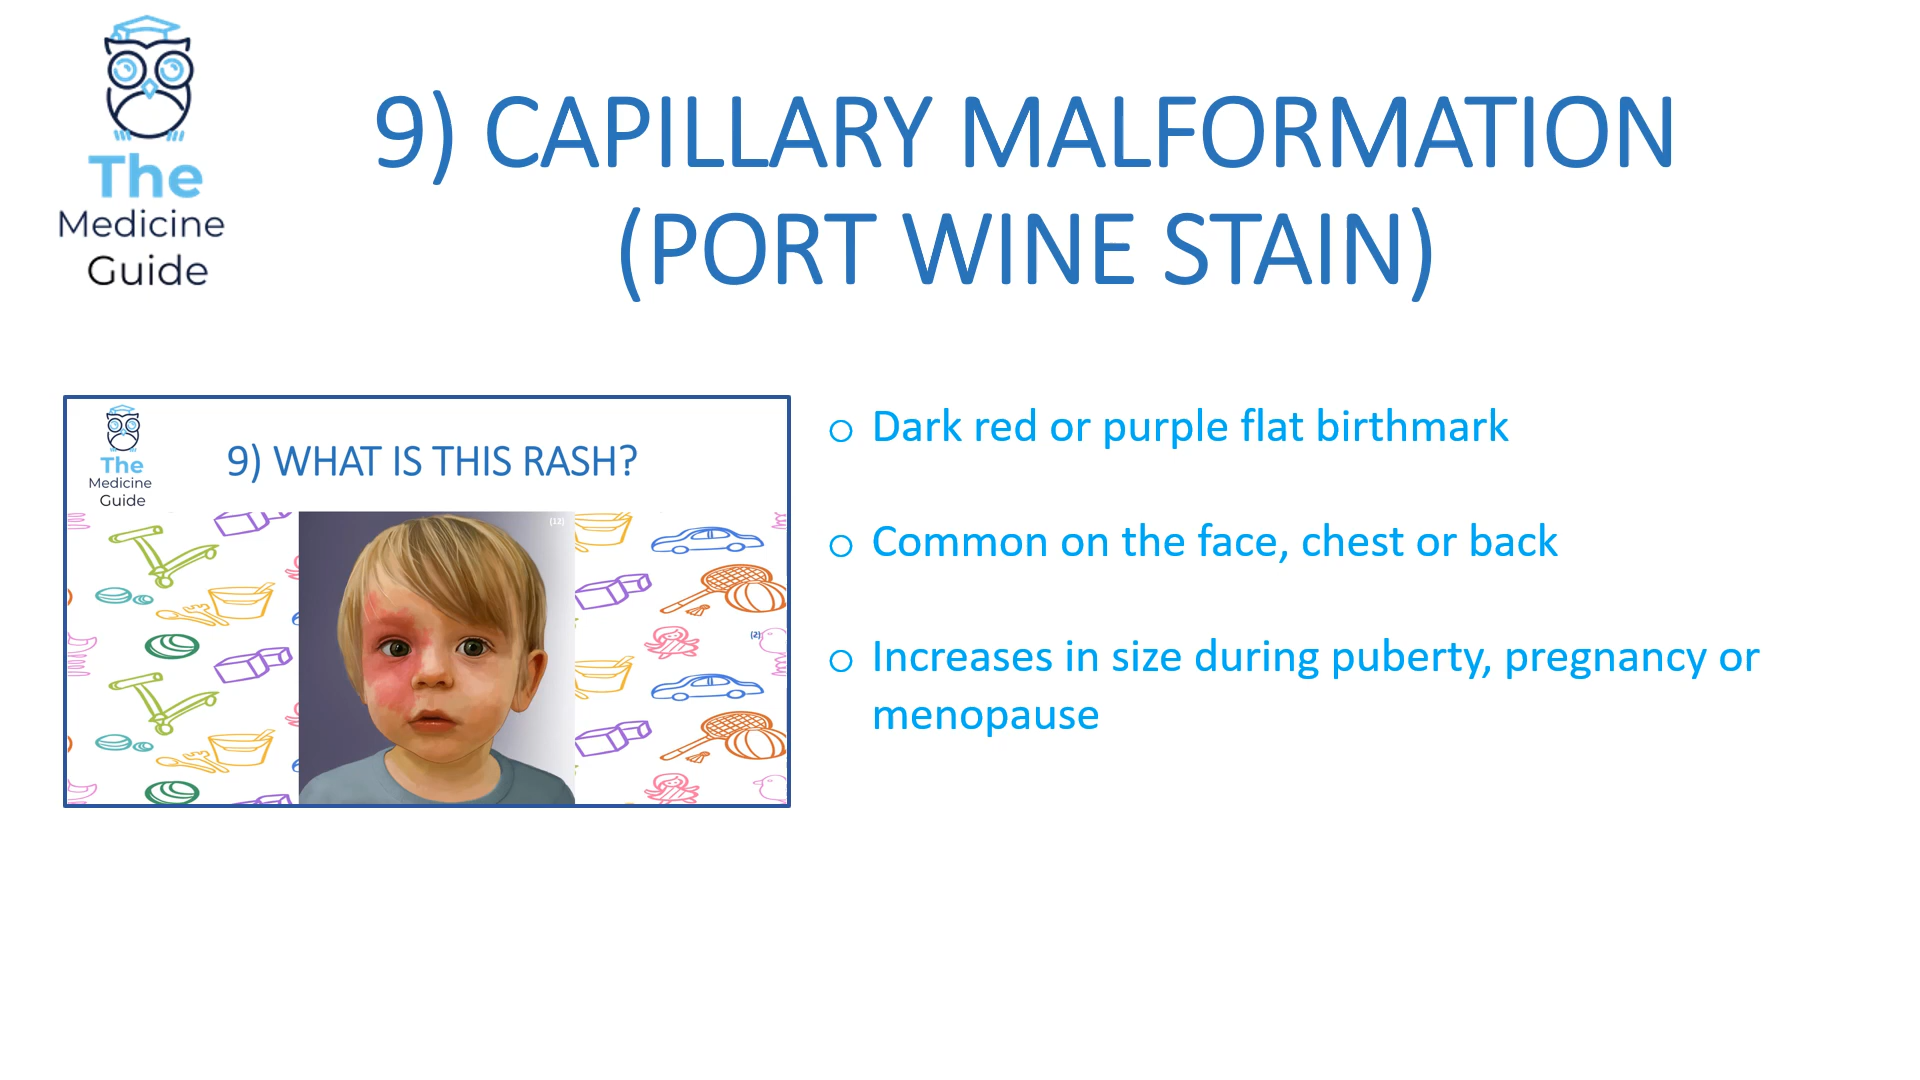 The
Medicine
Guide
9) CAPILLARY MALFORMATION
(PORT WINE STAIN)
The
Medicine
Guide
9) WHAT IS THIS RASH?
(12)
(2)
o Dark red or purple flat birthmark
o Common on the face, chest or back
o Increases in size during puberty, pregnancy or
menopause